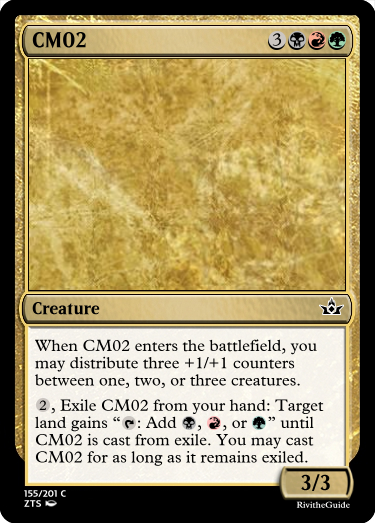 CM02 3
Creature
When CM02 enters the battlefield, you
may distribute three +1/+1 counters
between one, two, or three creatures.
2, Exile CM02 from your hand: Target
land gains “: Add , , or ” until
CM02 is cast from exile. You may cast
CM02 for as long as it remains exiled.
3/3
155/201 C
ZTS
RivitheGuide